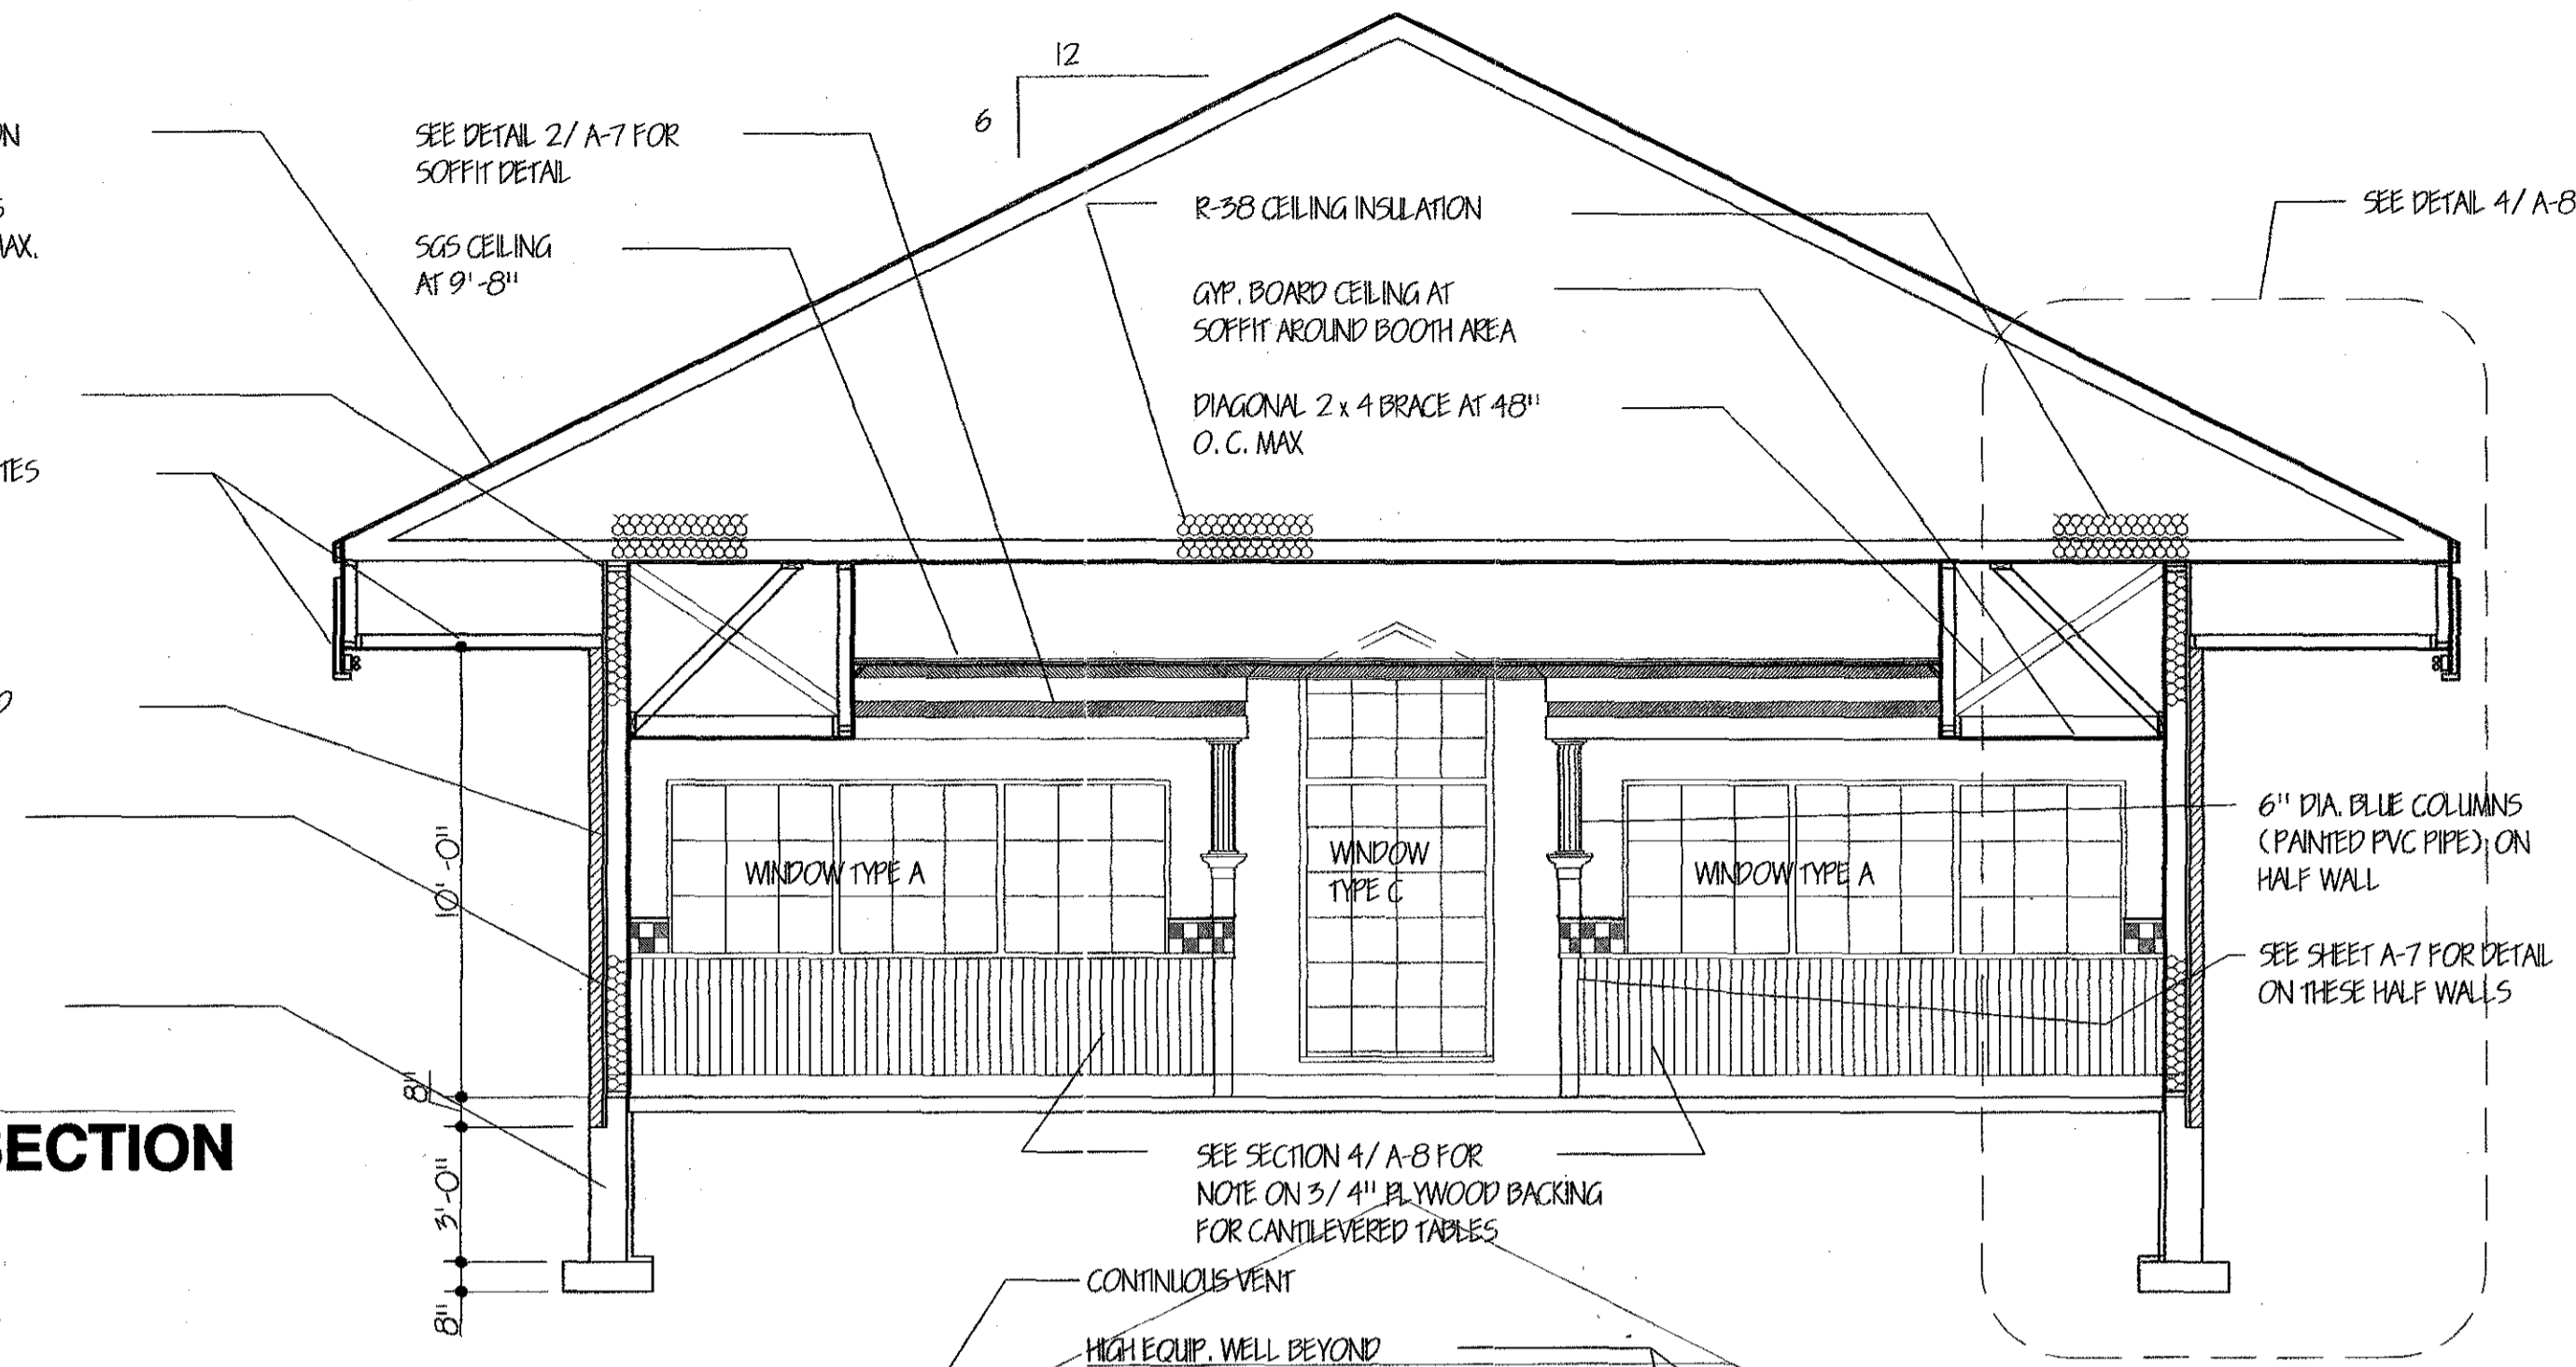 12
6
ON
SEE DETAIL 2/ A-7 FOR
SOFFIT DETAIL
S
MAX.
SGS CEILING
AT 9'-8"
R-38 CEILING INSULATION
GYP. BOARD CEILING AT
SOFFIT AROUND BOOTH AREA
DIAGONAL 2 x 4 BRACE AT 48"
O. C. MAX
SEE DETAIL 4/ A-8
TES
D
WINDOW TYPE A
WINDOW
TYPE C
WINDOW TYPE A
6" DIA. BLUE COLUMNS
(PAINTED PVC PIPE) ON
HALF WALL
SEE SHEET A-7 FOR DETAIL
ON THESE HALF WALLS
10'-0"
8"
3'-0"
8"
SECTION
SEE SECTION 4/ A-8 FOR
NOTE ON 3/4" PLYWOOD BACKING
FOR CANTILEVERED TABLES
CONTINUOUS VENT
HIGH EQUIP. WELL BEYOND